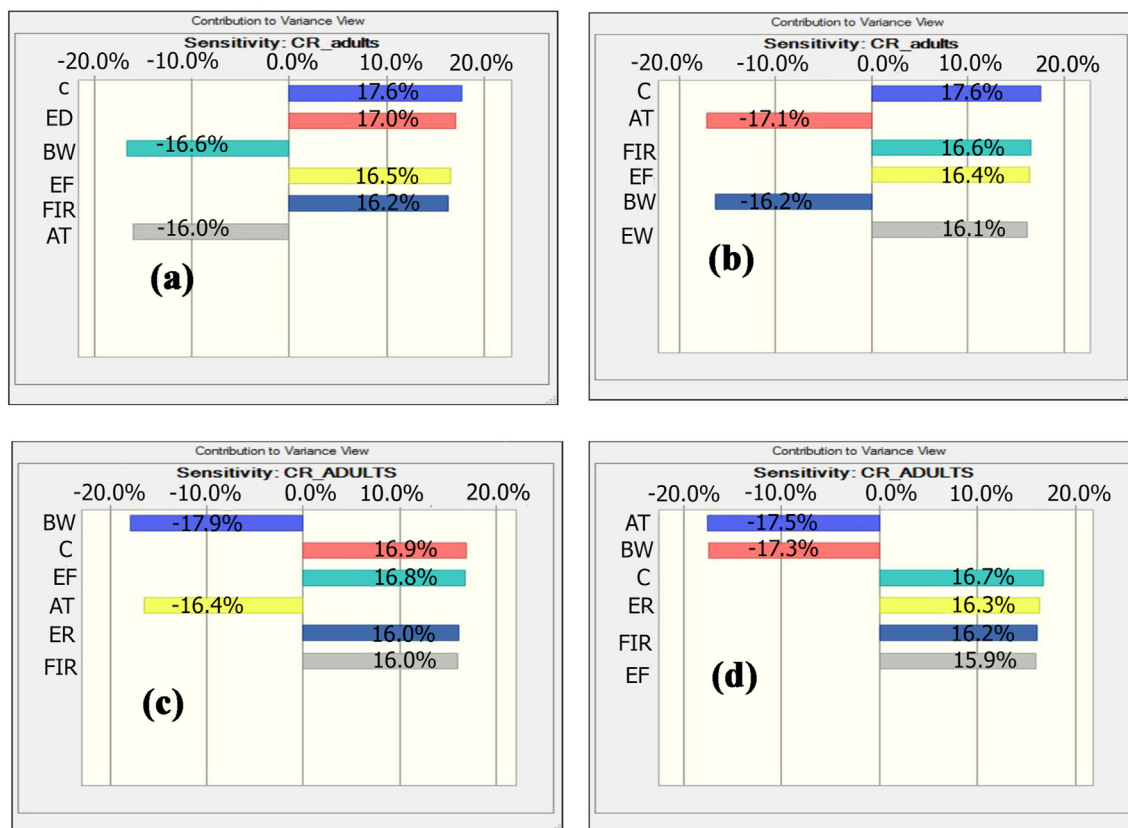 Contribution to Variance View
Sensitivity: CR_adults
-20.0% -10.0% 0.0% 10.0% 20.0%
C 17.6%
ED 17.0%
BW -16.6%
EF 16.5%
FIR 16.2%
AT -16.0%
(a)
Contribution to Variance View
Sensitivity: CR_adults
-20.0% -10.0% 0.0% 10.0% 20.0%
C 17.6%
AT -17.1%
FIR 16.6%
EF 16.4%
BW -16.2%
EW 16.1%
(b)
Contribution to Variance View
Sensitivity: CR_ADULTS
-20.0% -10.0% 0.0% 10.0% 20.0%
BW -17.9%
C 16.9%
EF 16.8%
AT -16.4%
ER 16.0%
FIR 16.0%
(c)
Contribution to Variance View
Sensitivity: CR_ADULTS
-20.0% -10.0% 0.0% 10.0% 20.0%
AT -17.5%
BW -17.3%
C 16.7%
ER 16.3%
FIR 16.2%
EF 15.9%
(d)